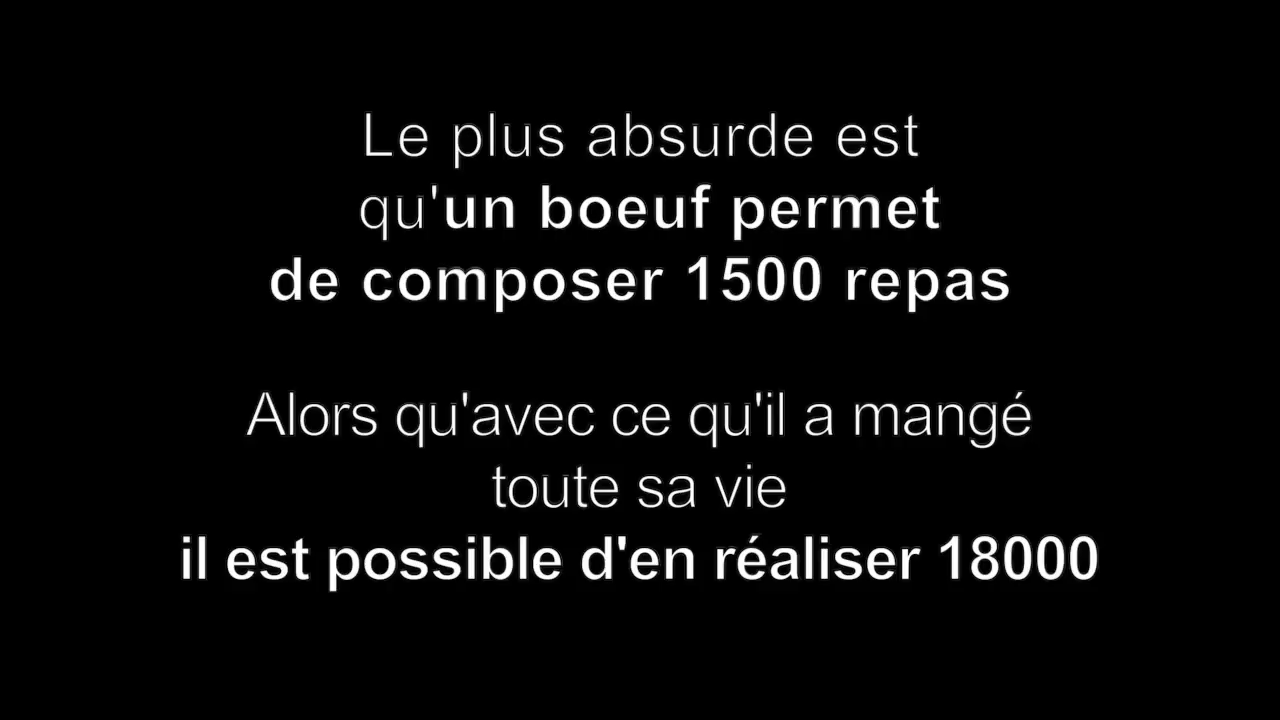 Le plus absurde est
qu'un boeuf permet
de composer 1500 repas
Alors qu'avec ce qu'il a mangé
toute sa vie
il est possible d'en réaliser 18000